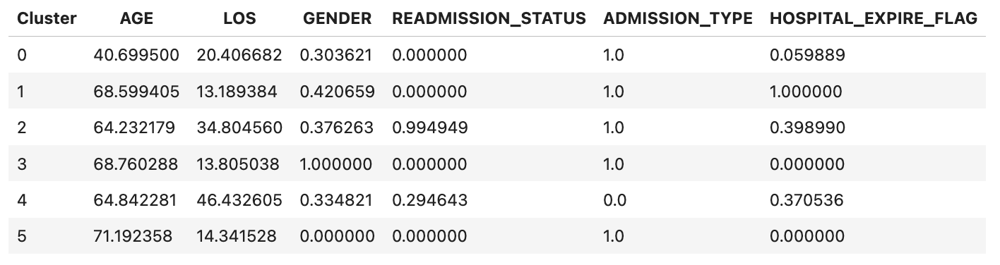 Cluster AGE LOS GENDER READMISSION_STATUS ADMISSION_TYPE HOSPITAL_EXPIRE_FLAG
0 40.699500 20.406682 0.303621 0.000000 1.0 0.059889
1 68.599405 13.189384 0.420659 0.000000 1.0 1.000000
2 64.232179 34.804560 0.376263 0.994949 1.0 0.398990
3 68.760288 13.805038 1.000000 0.000000 1.0 0.000000
4 64.842281 46.432605 0.334821 0.294643 0.0 0.370536
5 71.192358 14.341528 0.000000 0.000000 1.0 0.000000